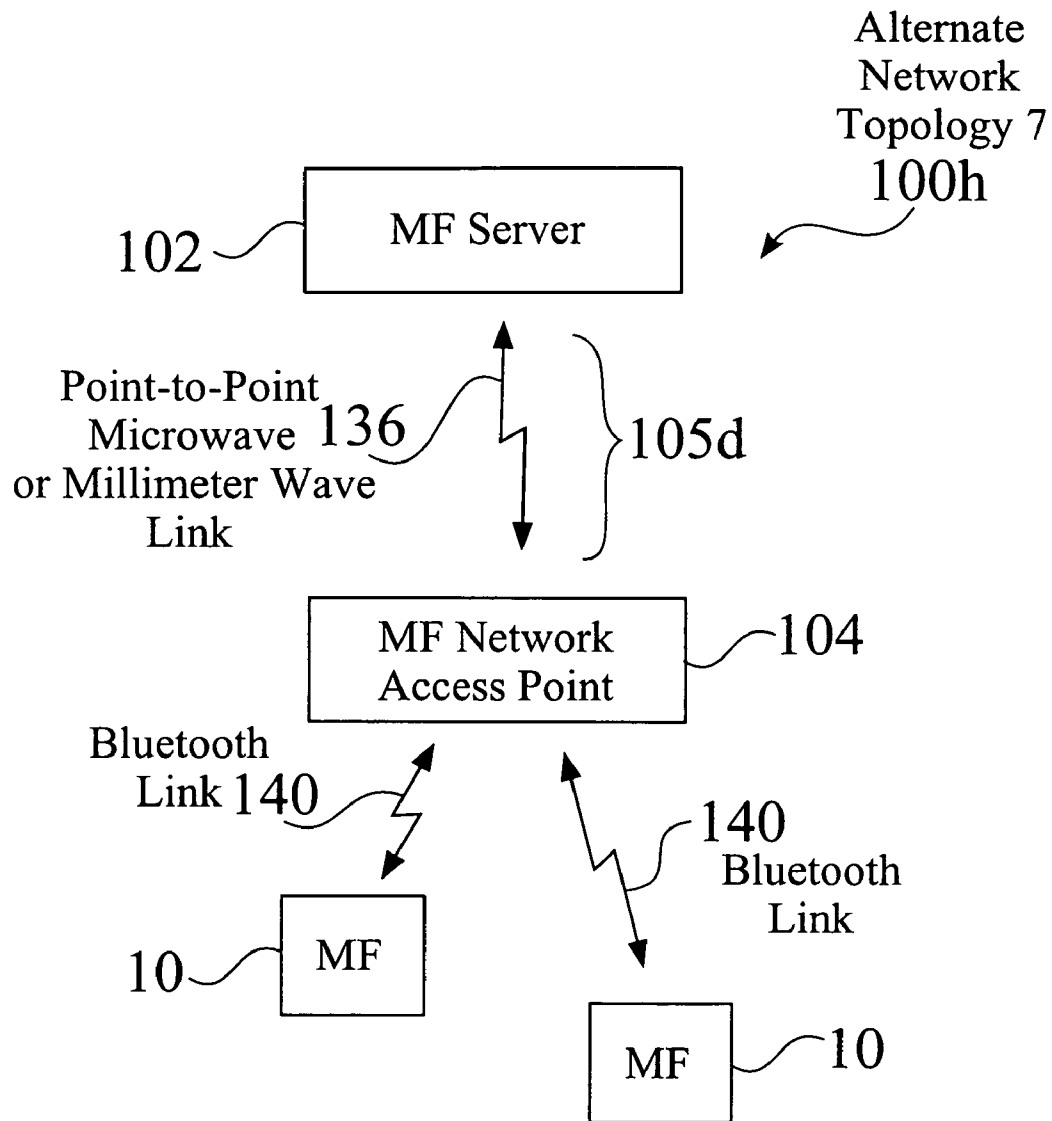 Alternate
Network
Topology 7
100h
MF Server
102
Point-to-Point
Microwave 136
or Millimeter Wave
Link
105d
MF Network
Access Point
104
Bluetooth
Link 140
140
Bluetooth
Link
MF
10
MF
10